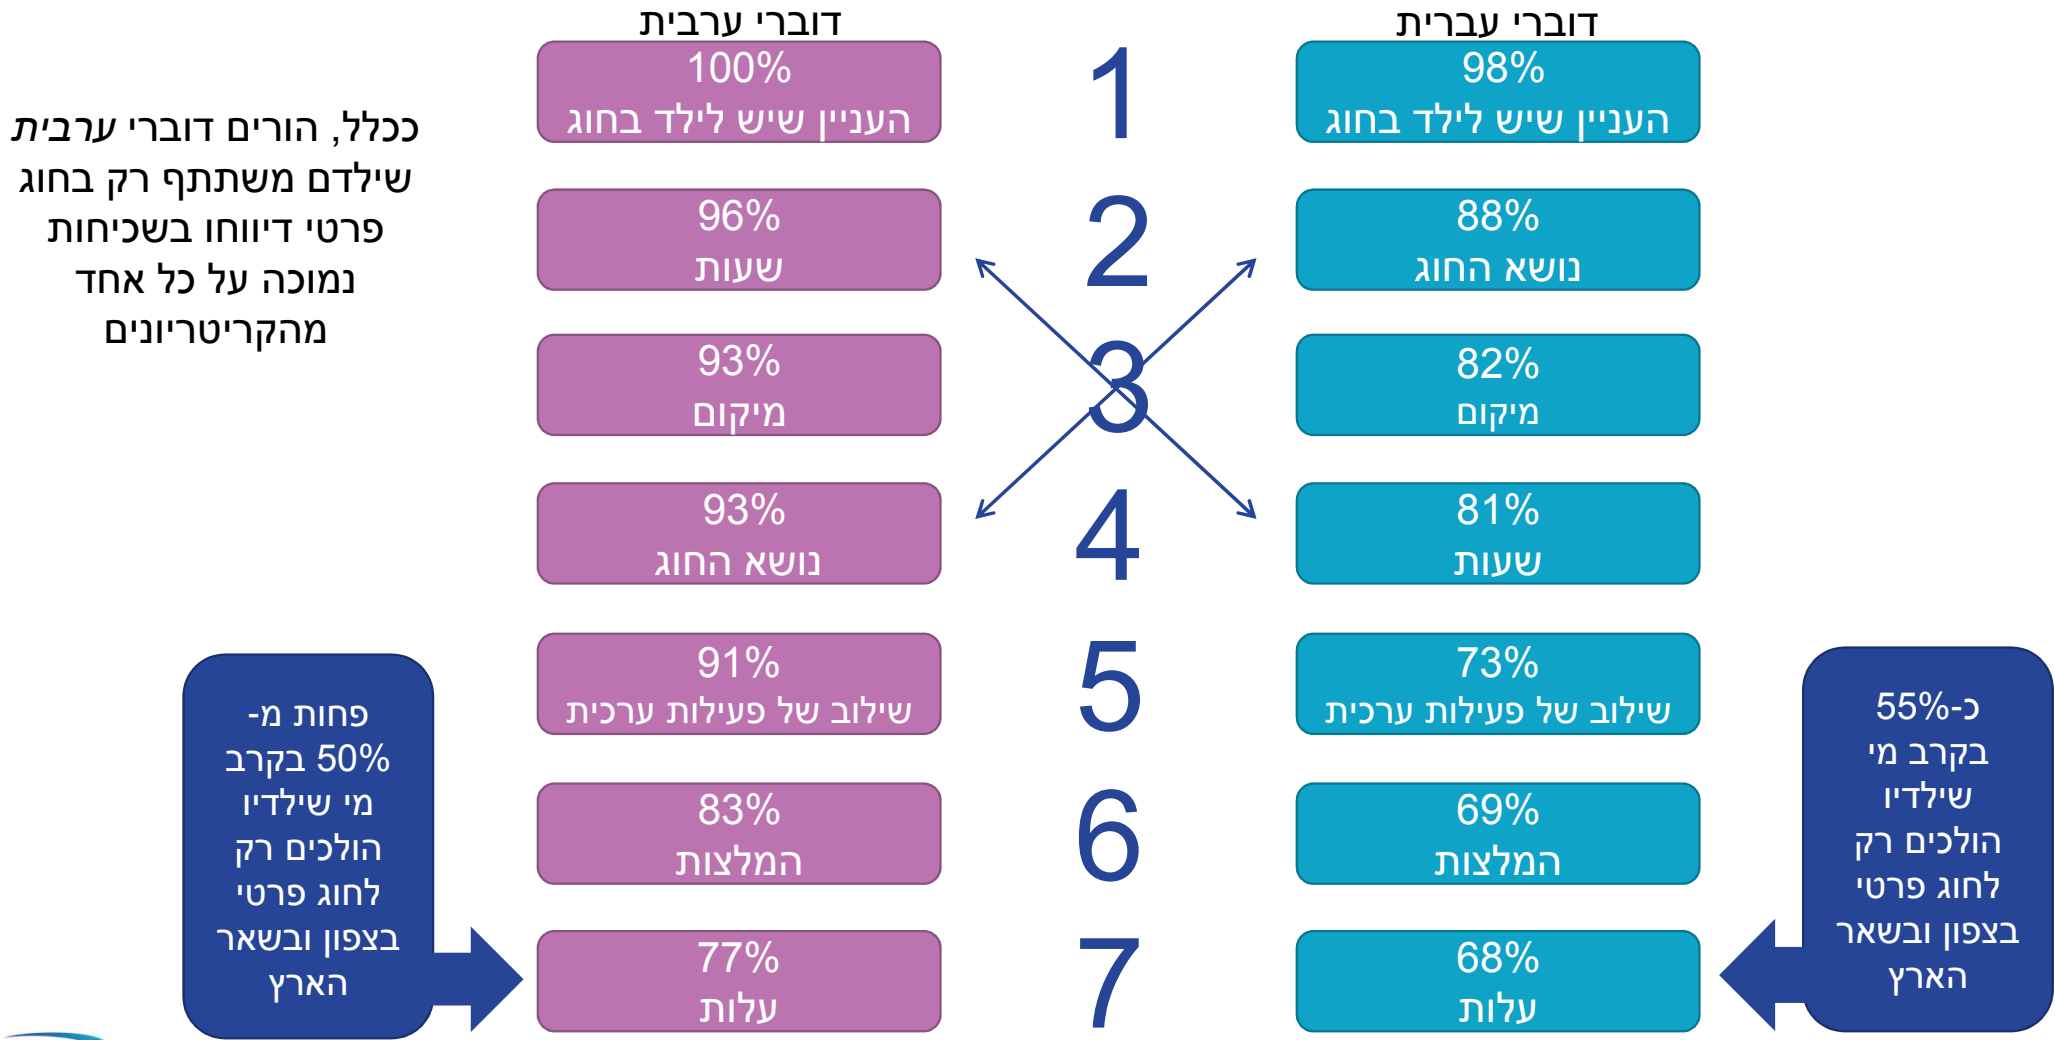 דוברי עברית
98%
העניין שיש לילד בחוג
88%
נושא החוג
82%
מיקום
81%
שעות
73%
שילוב של פעילות ערכית
69%
המלצות
68%
עלות
כ-55%
בקרב מי
שילדיו
הולכים רק
לחוג פרטי
בצפון ובשאר
הארץ
1
2
3
4
5
6
7
דוברי ערבית
100%
העניין שיש לילד בחוג
96%
שעות
93%
מיקום
93%
נושא החוג
91%
שילוב של פעילות ערכית
83%
המלצות
77%
עלות
ככלל, הורים דוברי ערבית
שילדם משתתף רק בחוג
פרטי דיווחו בשכיחות
נמוכה על כל אחד
מהקריטריונים
פחות מ-
50% בקרב
מי שילדיו
הולכים רק
לחוג פרטי
בצפון ובשאר
הארץ